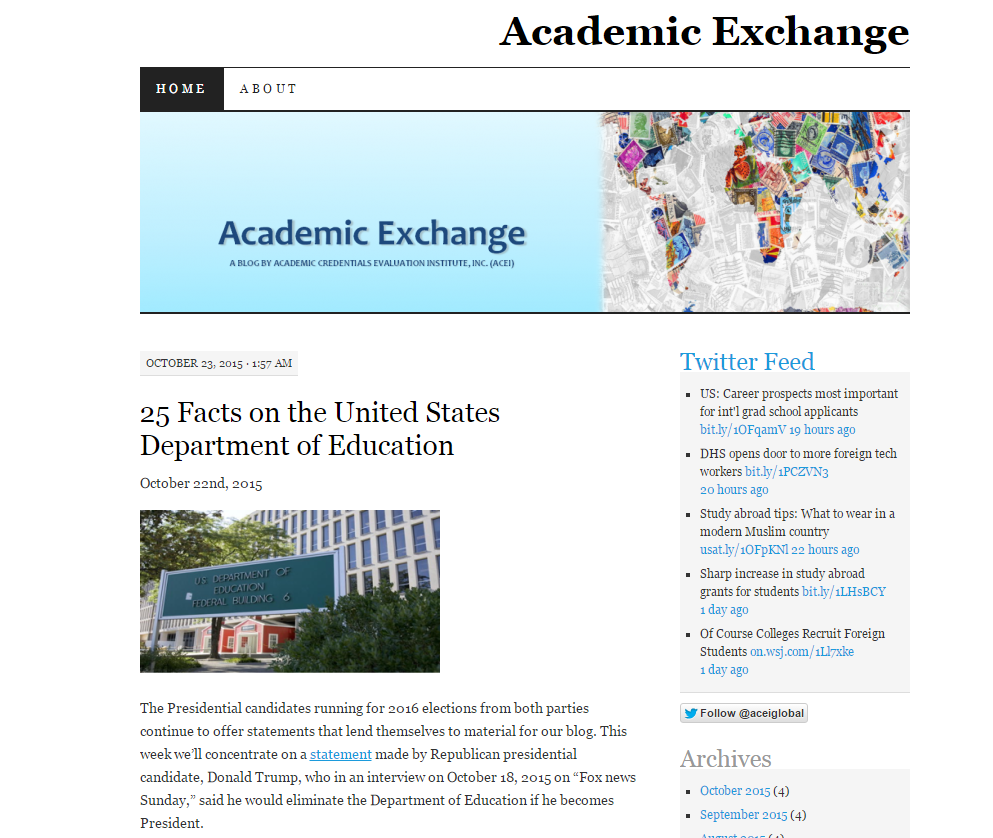 Academic Exchange
HOME
ABOUT
Academic Exchange
A BLOG BY ACADEMIC CREDENTIALS EVALUATION INSTITUTE, INC. (ACEI)
OCTOBER 23, 2015 · 1:57 AM
25 Facts on the United States
Department of Education
October 22nd, 2015
U.S. DEPARTMENT OF
EDUCATION
FEDERAL BUILDING 6
The Presidential candidates running for 2016 elections from both parties
continue to offer statements that lend themselves to material for our blog. This
week we’ll concentrate on a statement made by Republican presidential
candidate, Donald Trump, who in an interview on October 18, 2015 on “Fox news
Sunday,” said he would eliminate the Department of Education if he becomes
President.
Twitter Feed
US: Career prospects most important
for int'l grad school applicants
bit.ly/1OFqamV 19 hours ago
DHS opens door to more foreign tech
workers bit.ly/1PCZVN3
20 hours ago
Study abroad tips: What to wear in a
modern Muslim country
usat.ly/1OFpKNl 22 hours ago
Sharp increase in study abroad
grants for students bit.ly/1LHsBCY
1 day ago
Of Course Colleges Recruit Foreign
Students on.wsj.com/1Ll7xke
1 day ago
Follow @aceiglobal
Archives
October 2015 (4)
September 2015 (4)
August 2015 (4)